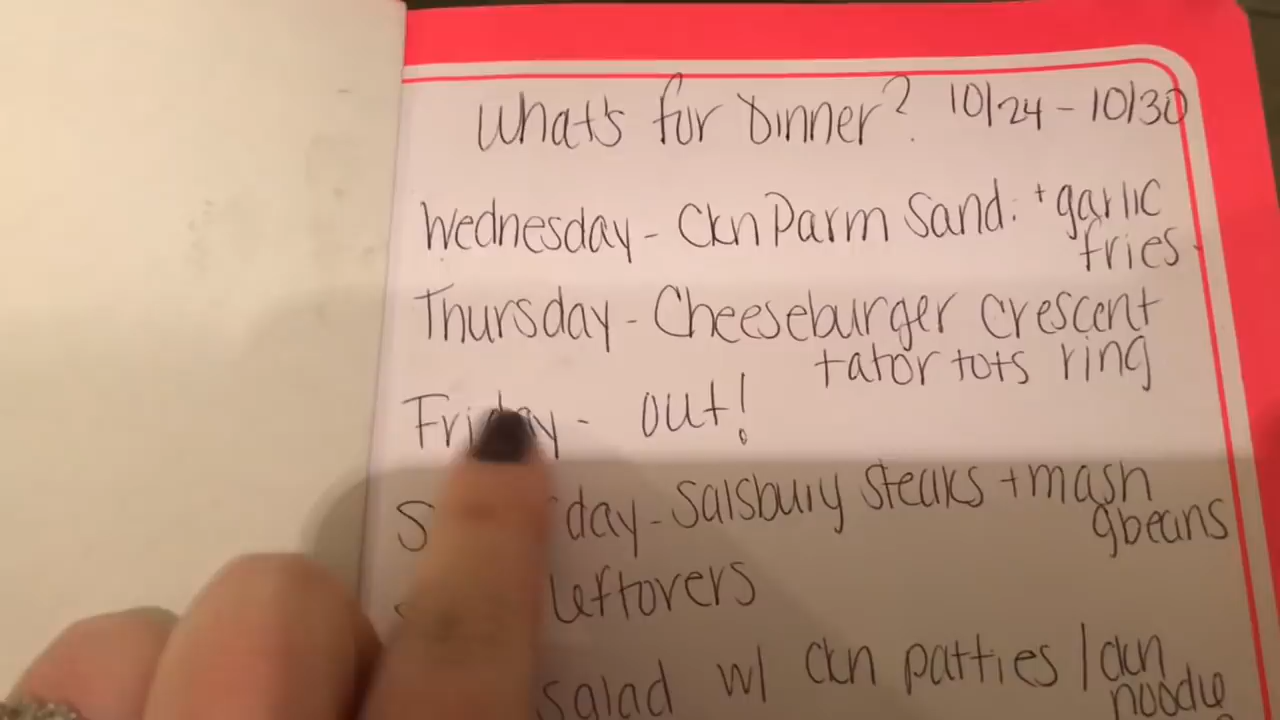 What's for Dinner? 10/24 - 10/30
Wednesday - Ckn Parm Sand. + garlic
fries
Thursday - Cheeseburger crescent
tator tots ring
Friday - out!
day - Salsbury steaks + mash
gbeans
leftovers
salad w/ ckn patties / ckn
noodle